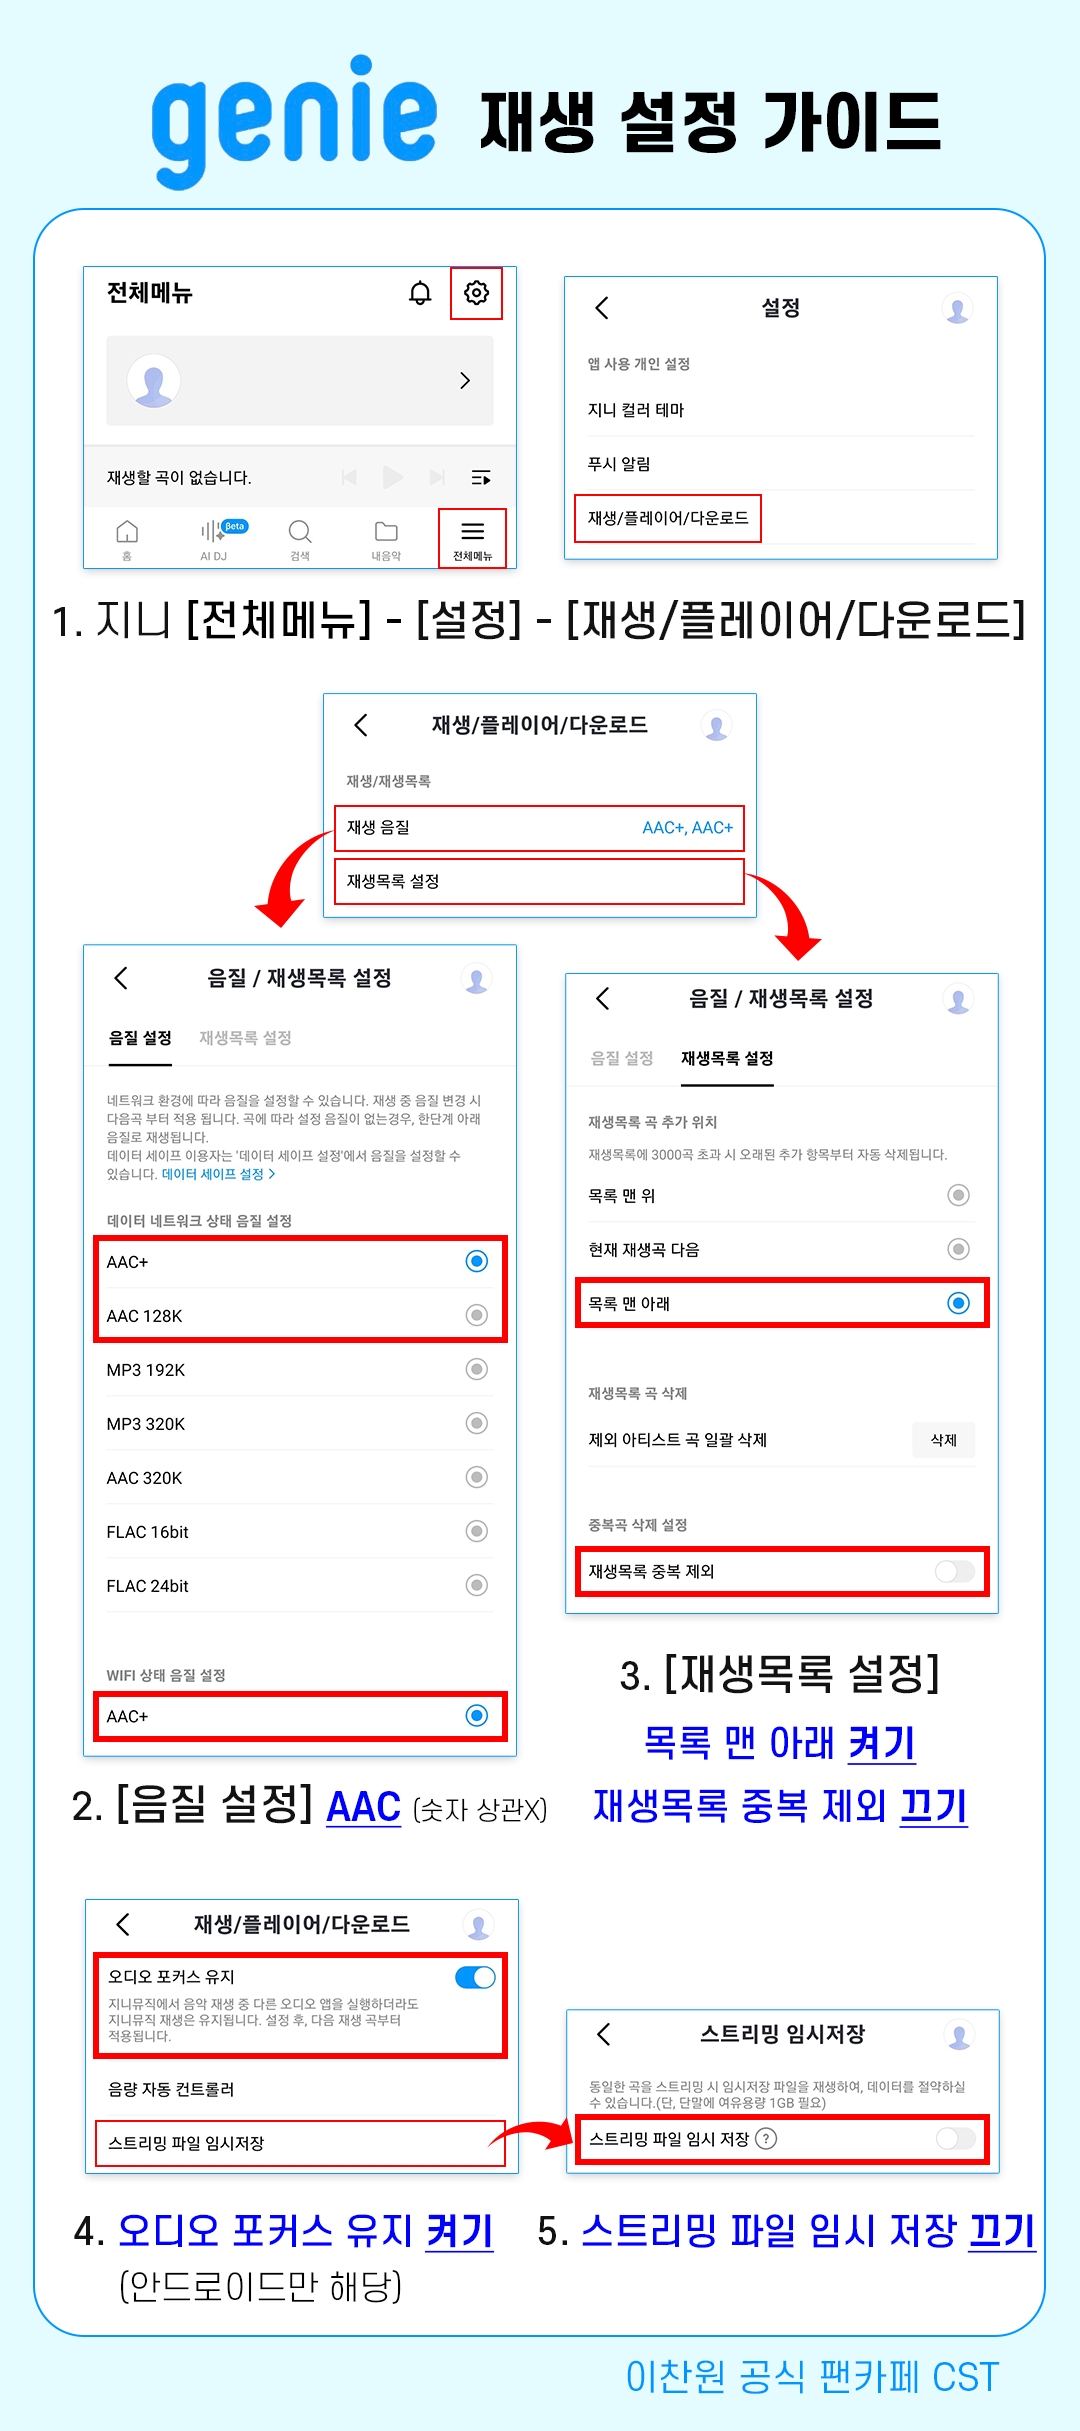 genie 재생 설정 가이드
전체메뉴
재생할 곡이 없습니다.
홈
AI DJ
βeta
검색
내음악
전체메뉴
설정
앱 사용 개인 설정
지니 컬러 테마
푸시 알림
재생/플레이어/다운로드
1. 지니 [전체메뉴] - [설정] - [재생/플레이어/다운로드]
재생/플레이어/다운로드
재생/재생목록
재생 음질 AAC+, AAC+
재생목록 설정
음질 / 재생목록 설정
음질 설정 재생목록 설정
네트워크 환경에 따라 음질을 설정할 수 있습니다. 재생 중 음질 변경 시
다음곡 부터 적용 됩니다. 곡에 따라 설정 음질이 없는경우, 한단계 아래
음질로 재생됩니다.
데이터 세이프 이용자는 '데이터 세이프 설정'에서 음질을 설정할 수
있습니다. 데이터 세이프 설정 >
데이터 네트워크 상태 음질 설정
AAC+
AAC 128K
MP3 192K
MP3 320K
AAC 320K
FLAC 16bit
FLAC 24bit
WIFI 상태 음질 설정
AAC+
2. [음질 설정] AAC (숫자 상관X)
음질 / 재생목록 설정
음질 설정 재생목록 설정
재생목록 곡 추가 위치
재생목록에 3000곡 초과 시 오래된 추가 항목부터 자동 삭제됩니다.
목록 맨 위
현재 재생곡 다음
목록 맨 아래
재생목록 곡 삭제
제외 아티스트 곡 일괄 삭제 삭제
중복곡 삭제 설정
재생목록 중복 제외
3. [재생목록 설정]
목록 맨 아래 켜기
재생목록 중복 제외 끄기
재생/플레이어/다운로드
오디오 포커스 유지
지니뮤직에서 음악 재생 중 다른 오디오 앱을 실행하더라도
지니뮤직 재생은 유지됩니다. 설정 후, 다음 재생 곡부터
적용됩니다.
음량 자동 컨트롤러
스트리밍 파일 임시저장
4. 오디오 포커스 유지 켜기
(안드로이드만 해당)
스트리밍 임시저장
동일한 곡을 스트리밍 시 임시저장 파일을 재생하여, 데이터를 절약하실
수 있습니다.(단, 단말에 여유용량 1GB 필요)
스트리밍 파일 임시 저장 ?
5. 스트리밍 파일 임시 저장 끄기
이찬원 공식 팬카페 CST